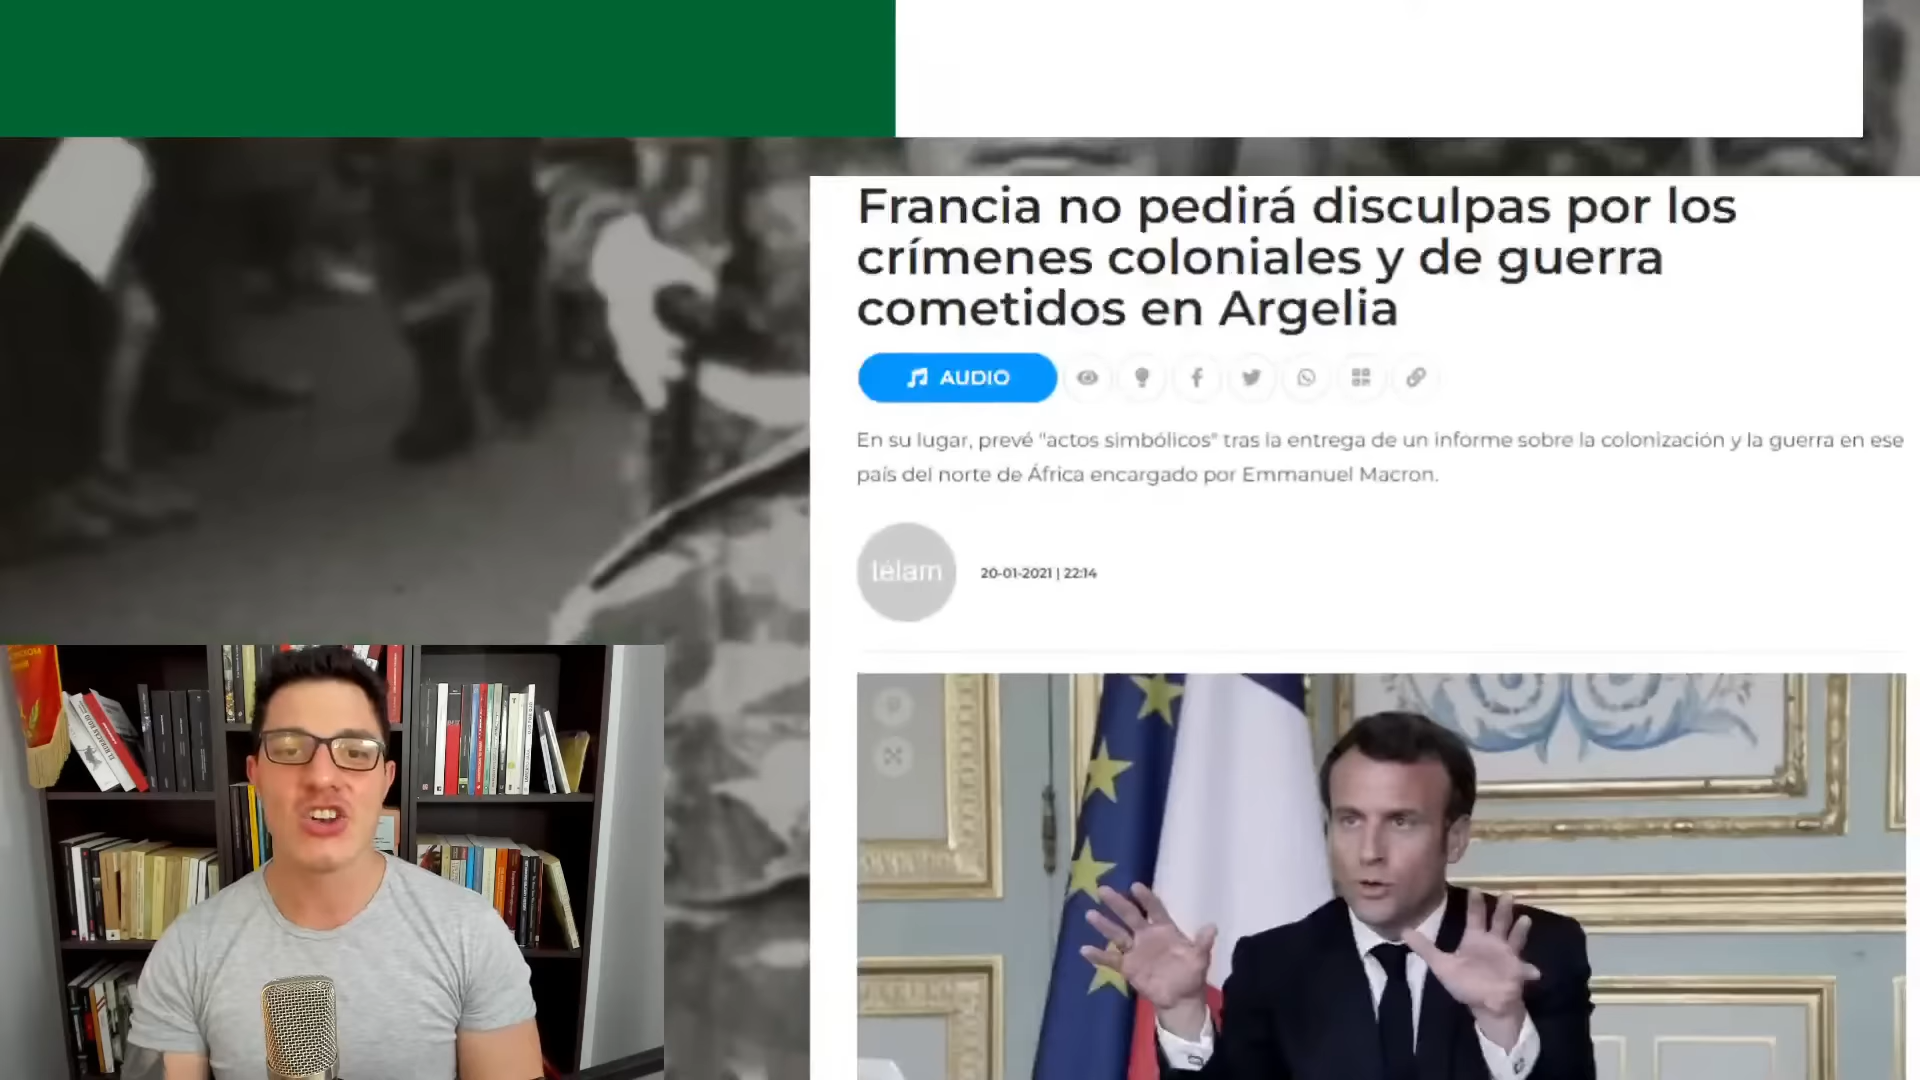 Francia no pedirá disculpas por los
crímenes coloniales y de guerra
cometidos en Argelia
AUDIO
En su lugar, prevé "actos simbólicos" tras la entrega de un informe sobre la colonización y la guerra en ese
país del norte de África encargado por Emmanuel Macron.
télam
20-01-2021 | 22:14